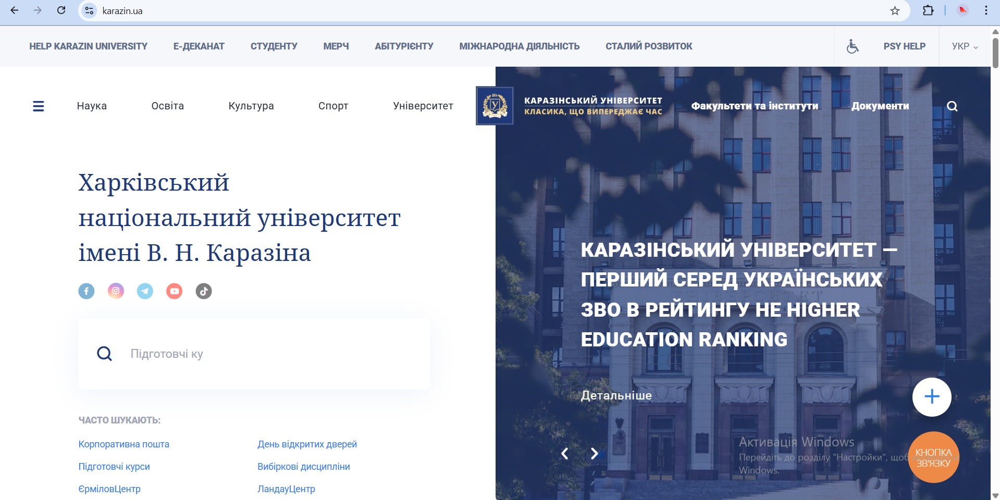 karazin.ua
HELP KARAZIN UNIVERSITY
Е-ДЕКАНАТ
СТУДЕНТУ
МЕРЧ
АБІТУРІЄНТУ
МІЖНАРОДНА ДІЯЛЬНІСТЬ
СТАЛИЙ РОЗВИТОК
PSY HELP
УКР
Наука
Освіта
Культура
Спорт
Університет
КАРАЗІНСЬКИЙ УНІВЕРСИТЕТ
КЛАСИКА, ЩО ВИПЕРЕДЖАЄ ЧАС
Факультети та інститути
Документи
Харківський
національний університет
імені В. Н. Каразіна
Підготовчі ку
ЧАСТО ШУКАЮТЬ:
Корпоративна пошта
День відкритих дверей
Підготовчі курси
Вибіркові дисципліни
ЄрміловЦентр
ЛандауЦентр
КАРАЗІНСЬКИЙ УНІВЕРСИТЕТ —
ПЕРШИЙ СЕРЕД УКРАЇНСЬКИХ
ЗВО В РЕЙТИНГУ HE HIGHER
EDUCATION RANKING
Детальніше
Активація Windows
Перейдіть до розділу "Настройки", щоб
Windows.
КНОПКА
ЗВ'ЯЗКУ